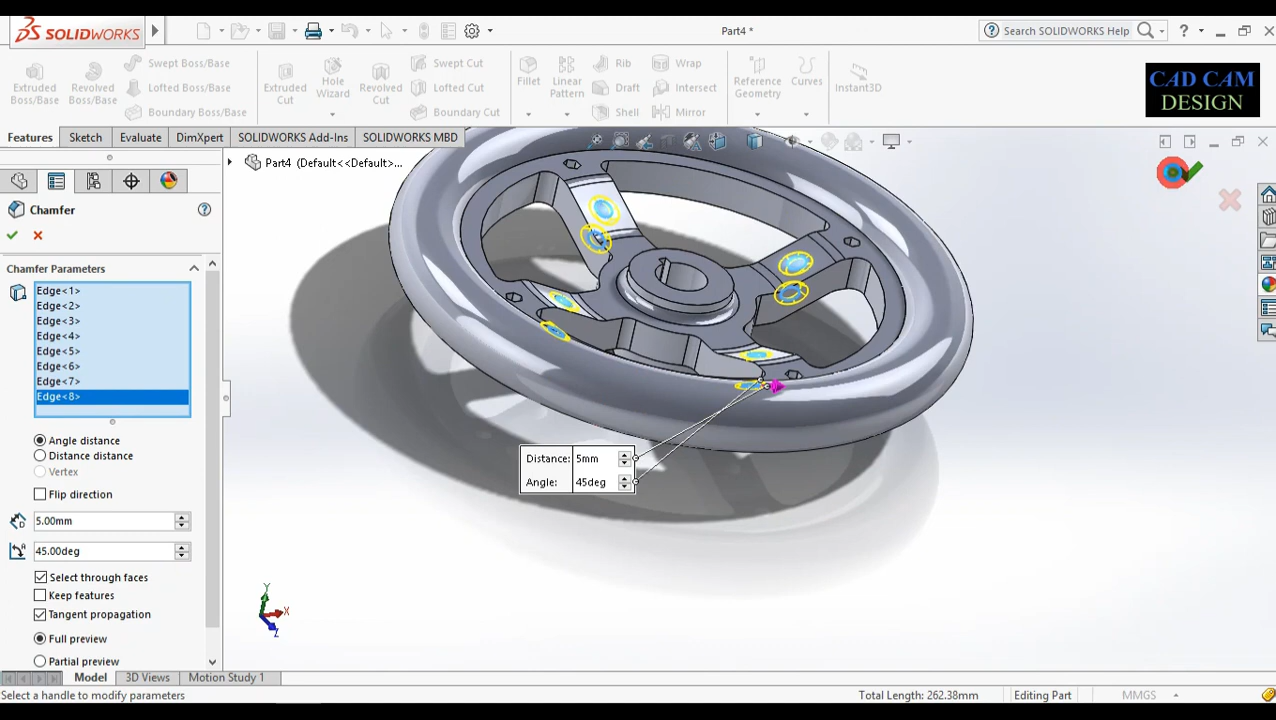 SOLIDWORKS
Part4 *
Search SOLIDWORKS Help
?
Extruded Boss/Base
Revolved Boss/Base
Swept Boss/Base
Lofted Boss/Base
Boundary Boss/Base
Extruded Cut
Hole Wizard
Revolved Cut
Swept Cut
Lofted Cut
Boundary Cut
Fillet
Linear Pattern
Rib
Draft
Shell
Wrap
Intersect
Mirror
Reference Geometry
Curves
Instant3D
CAD CAM
DESIGN
Features
Sketch
Evaluate
DimXpert
SOLIDWORKS Add-Ins
SOLIDWORKS MBD
Part4 (Default<<Default>...
Chamfer
Chamfer Parameters
Edge<1>
Edge<2>
Edge<3>
Edge<4>
Edge<5>
Edge<6>
Edge<7>
Edge<8>
Angle distance
Distance distance
Vertex
Flip direction
5.00mm
45.00deg
Select through faces
Keep features
Tangent propagation
Full preview
Partial preview
Distance: 5mm
Angle: 45deg
Y
X
Z
Model
3D Views
Motion Study 1
Select a handle to modify parameters
Total Length: 262.38mm
Editing Part
MMGS